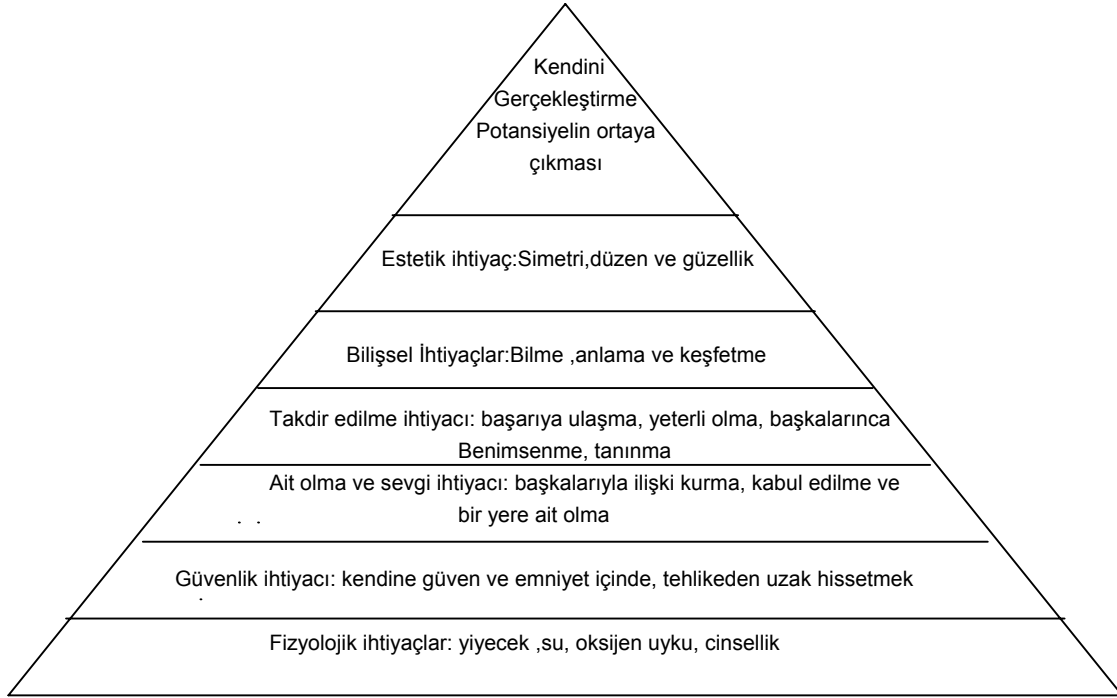 Kendini
Gerçekleştirme
Potansiyelin ortaya
çıkması
Estetik ihtiyaç:Simetri,düzen ve güzellik
Bilişsel İhtiyaçlar:Bilme ,anlama ve keşfetme
Takdir edilme ihtiyacı: başarıya ulaşma, yeterli olma, başkalarınca
Benimsenme, tanınma
Ait olma ve sevgi ihtiyacı: başkalarıyla ilişki kurma, kabul edilme ve
bir yere ait olma
Güvenlik ihtiyacı: kendine güven ve emniyet içinde, tehlikeden uzak hissetmek
Fizyolojik ihtiyaçlar: yiyecek ,su, oksijen uyku, cinsellik